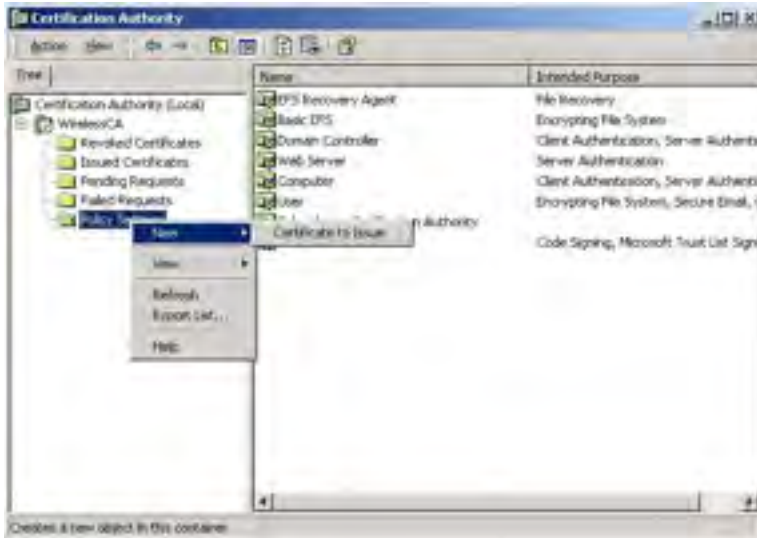 Certification Authority
Action View
Tree
Name Intended Purpose
Certification Authority (Local)
WirelessCA
Revoked Certificates
Issued Certificates
Pending Requests
Failed Requests
Policy
EFS Recovery Agent File Recovery
Basic EFS Encrypting File System
Domain Controller Client Authentication, Server Authenti
Web Server Server Authentication
Computer Client Authentication, Server Authenti
User Encrypting File System, Secure Email,
Authority
Code Signing, Microsoft Trust List Sign
New
Certificate to Issue
View
Refresh
Export List...
Help
Creates a new object in this container